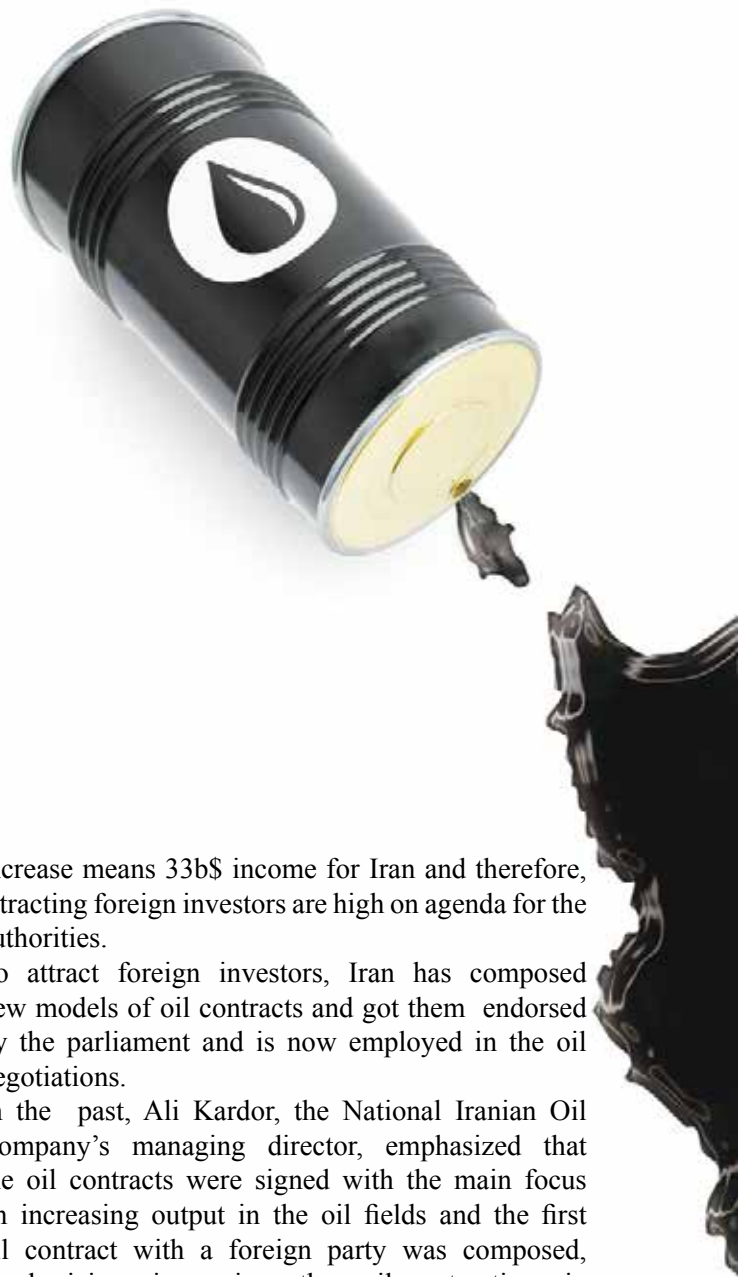 ncrease means 33b$ income for Iran and therefore,
tracting foreign investors are high on agenda for the
uthorities.
o attract foreign investors, Iran has composed
ew models of oil contracts and got them endorsed
y the parliament and is now employed in the oil
egotiations.
n the past, Ali Kardor, the National Iranian Oil
ompany's managing director, emphasized that
e oil contracts were signed with the main focus
n increasing output in the oil fields and the first
l contract with a foreign party was composed,